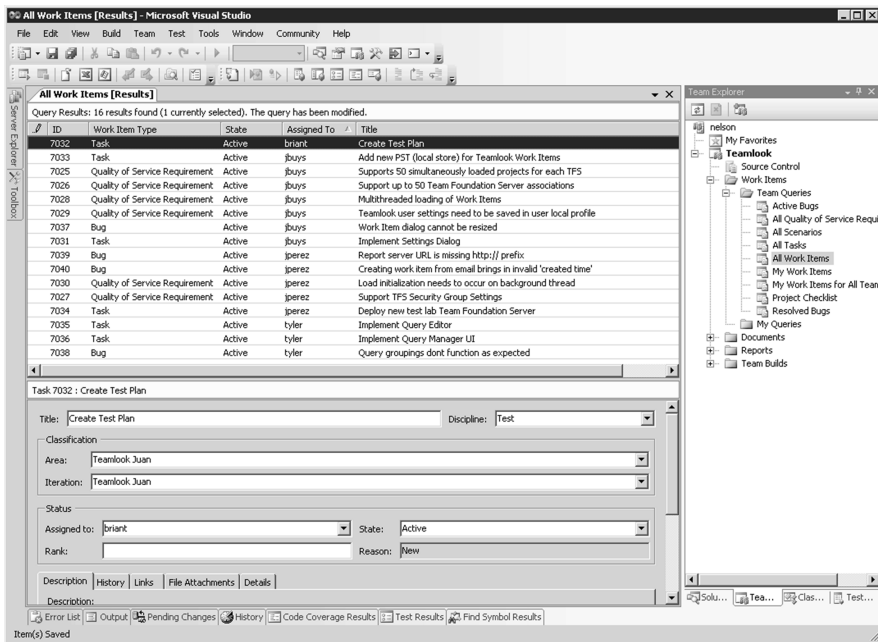 All Work Items [Results] - Microsoft Visual Studio
File Edit View Build Team Test Tools Window Community Help
Server Explorer
Toolbox
All Work Items [Results]
Query Results: 16 results found (1 currently selected). The query has been modified.
ID Work Item Type State Assigned To Title
7032 Task Active briant Create Test Plan
7033 Task Active jbuys Add new PST (local store) for Teamlook Work Items
7025 Quality of Service Requirement Active jbuys Supports 50 simultaneously loaded projects for each TFS
7026 Quality of Service Requirement Active jbuys Support up to 50 Team Foundation Server associations
7028 Quality of Service Requirement Active jbuys Multithreaded loading of Work Items
7029 Quality of Service Requirement Active jbuys Teamlook user settings need to be saved in user local profile
7037 Bug Active jbuys Work Item dialog cannot be resized
7031 Task Active jbuys Implement Settings Dialog
7039 Bug Active jperez Report server URL is missing http:// prefix
7040 Bug Active jperez Creating work item from email brings in invalid 'created time'
7030 Quality of Service Requirement Active jperez Load initialization needs to occur on background thread
7027 Quality of Service Requirement Active jperez Support TFS Security Group Settings
7034 Task Active jperez Deploy new test lab Team Foundation Server
7035 Task Active tyler Implement Query Editor
7036 Task Active tyler Implement Query Manager UI
7038 Bug Active tyler Query groupings dont function as expected
Task 7032 : Create Test Plan
Title: Create Test Plan Discipline: Test
Classification
Area: Teamlook Juan
Iteration: Teamlook Juan
Status
Assigned to: briant State: Active
Rank: Reason: New
Description History Links File Attachments Details
Description:
Team Explorer
nelson
My Favorites
Teamlook
Source Control
Work Items
Team Queries
Active Bugs
All Quality of Service Requi
All Scenarios
All Tasks
All Work Items
My Work Items
My Work Items for All Tean
Project Checklist
Resolved Bugs
My Queries
Documents
Reports
Team Builds
Solu... Tea... Clas... Test...
Error List Output Pending Changes History Code Coverage Results Test Results Find Symbol Results
Item(s) Saved